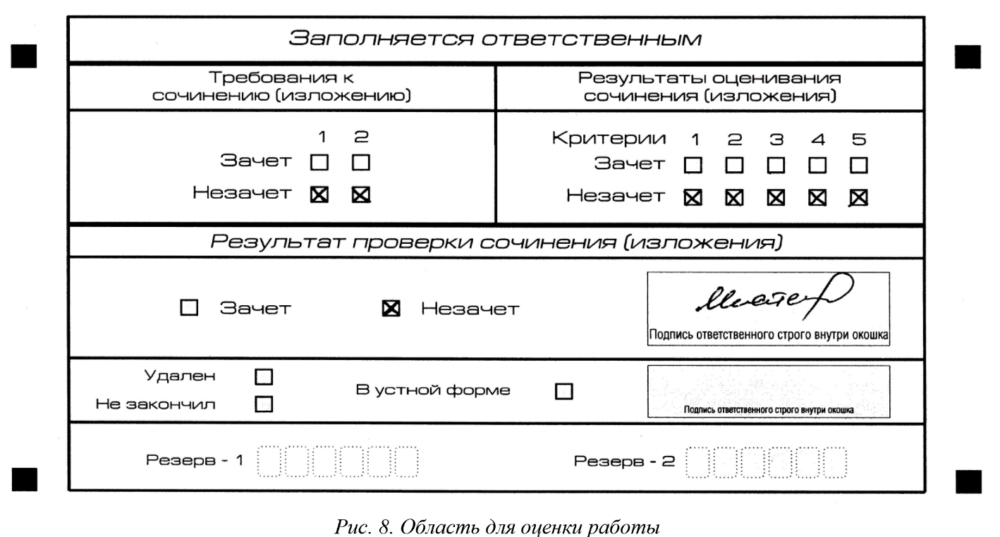 Заполняется ответственным
Требования к
сочинению (изложению)
Результаты оценивания
сочинения (изложения)
1 2
Зачет
Незачет
Критерии 1 2 3 4 5
Зачет
Незачет
Результат проверки сочинения (изложения)
Зачет
Незачет
Подпись ответственного строго внутри окошка
Удален
Не закончил
В устной форме
Подпись ответственного строго внутри окошка
Резерв - 1
Резерв - 2
Рис. 8. Область для оценки работы